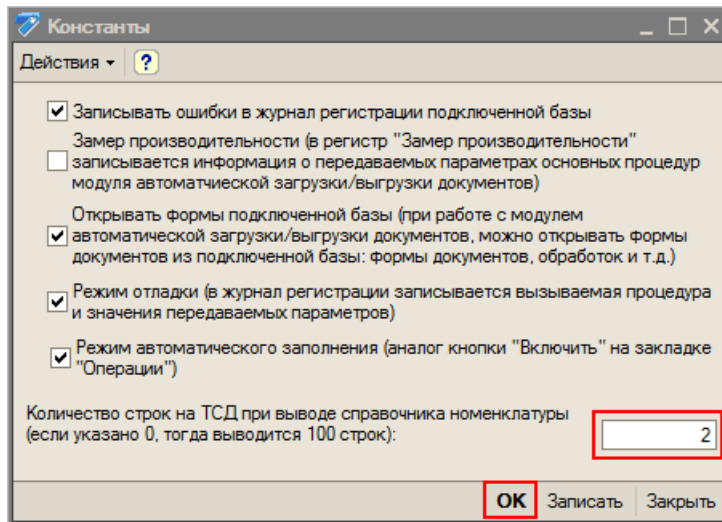 Константы
Действия
?
Записывать ошибки в журнал регистрации подключенной базы
Замер производительности (в регистр "Замер производительности"
записывается информация о передаваемых параметрах основных процедур
модуля автоматчиеской загрузки/выгрузки документов)
Открывать формы подключенной базы (при работе с модулем
автоматической загрузки/выгрузки документов, можно открывать формы
документов из подключенной базы: формы документов, обработок и т.д.)
Режим отладки (в журнал регистрации записывается вызываемая процедура
и значения передаваемых параметров)
Режим автоматического заполнения (аналог кнопки "Включить" на закладке
"Операции")
Количество строк на ТСД при выводе справочника номенклатуры
(если указано 0, тогда выводится 100 строк):
2
OK Записать Закрыть